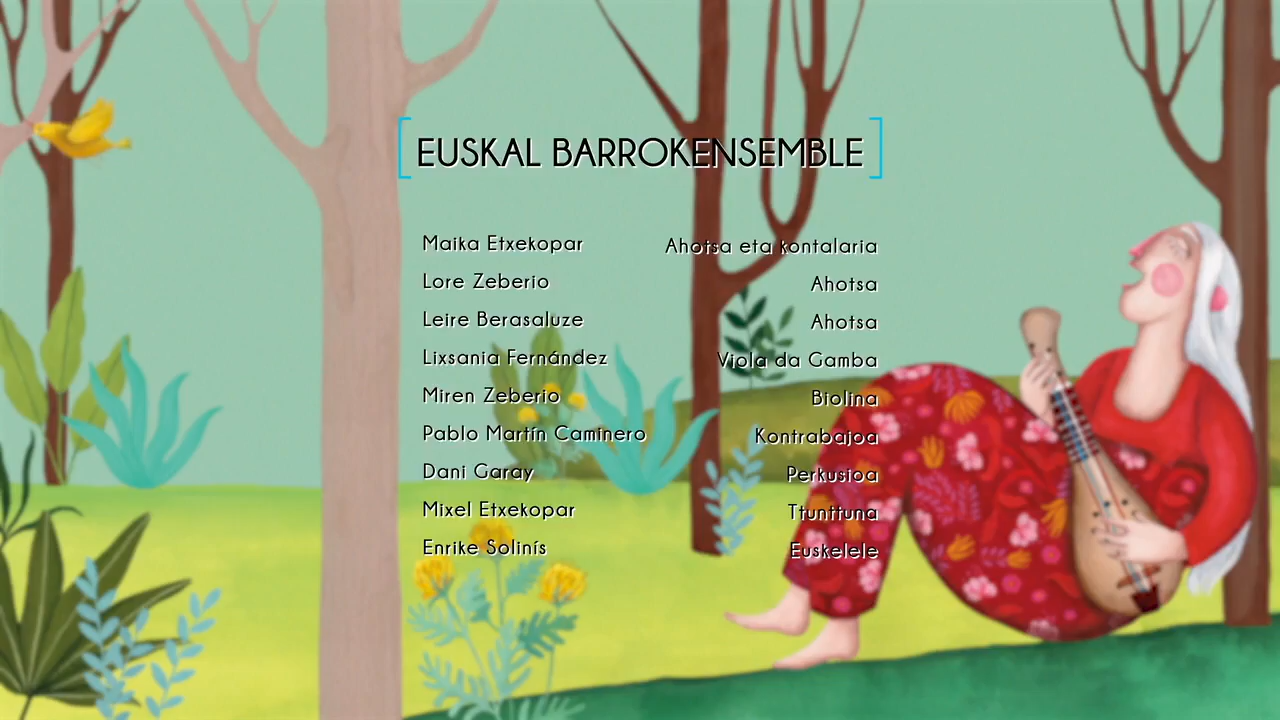 EUSKAL BARROKENSEMBLE
Maika Etxekopar Ahotsa eta kontalaria
Lore Zeberio Ahotsa
Leire Berasaluze Ahotsa
Lixsania Fernández Viola da Gamba
Miren Zeberio Biolina
Pablo Martín Caminero Kontrabajoa
Dani Garay Perkusioa
Mixel Etxekopar Ttunttuna
Enrike Solinís Euskelele